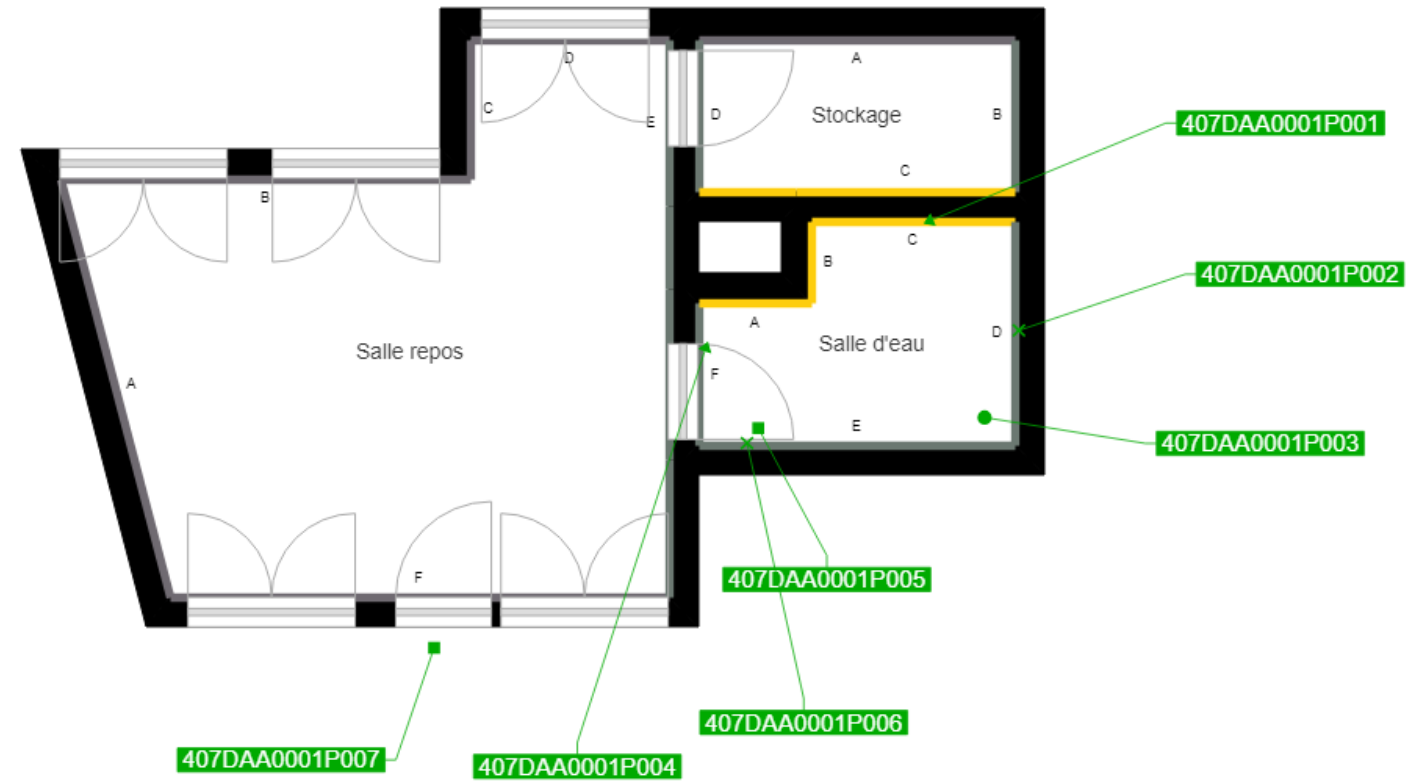 D
A
C
D
B
E
Stockage
407DAA0001P001
C
B
C
B
407DAA0001P002
A
D
Salle repos
Salle d'eau
F
A
E
407DAA0001P003
F
407DAA0001P005
407DAA0001P006
407DAA0001P007
407DAA0001P004